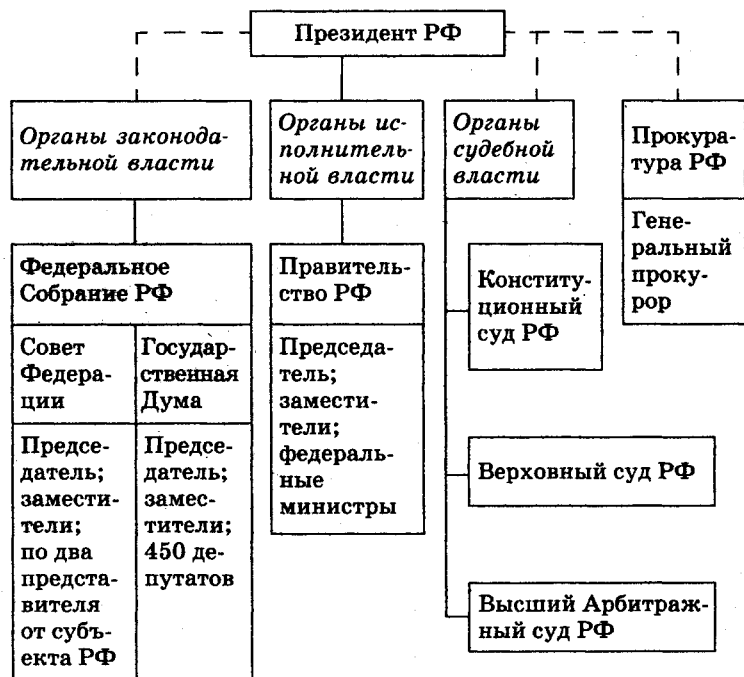 Президент РФ
Органы законода-
тельной власти
Органы ис-
полнитель-
ной власти
Органы
судебной
власти
Прокура-
тура РФ
Гене-
ральный
проку-
рор
Федеральное
Собрание РФ
Совет
Федера-
ции
Государ-
ственная
Дума
Предсе-
датель;
замести-
тели;
по два
предста-
вителя
от субъ-
екта РФ
Предсе-
датель;
замес-
тители;
450 де-
путатов
Правитель-
ство РФ
Председа-
тель;
замести-
тели;
федераль-
ные
министры
Конститу-
ционный
суд РФ
Верховный суд РФ
Высший Арбитраж-
ный суд РФ